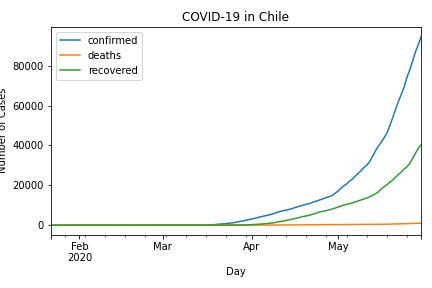 COVID-19 in Chile
confirmed
deaths
recovered
80000
60000
40000
20000
0
Number of Cases
Feb
2020
Mar
Apr
May
Day